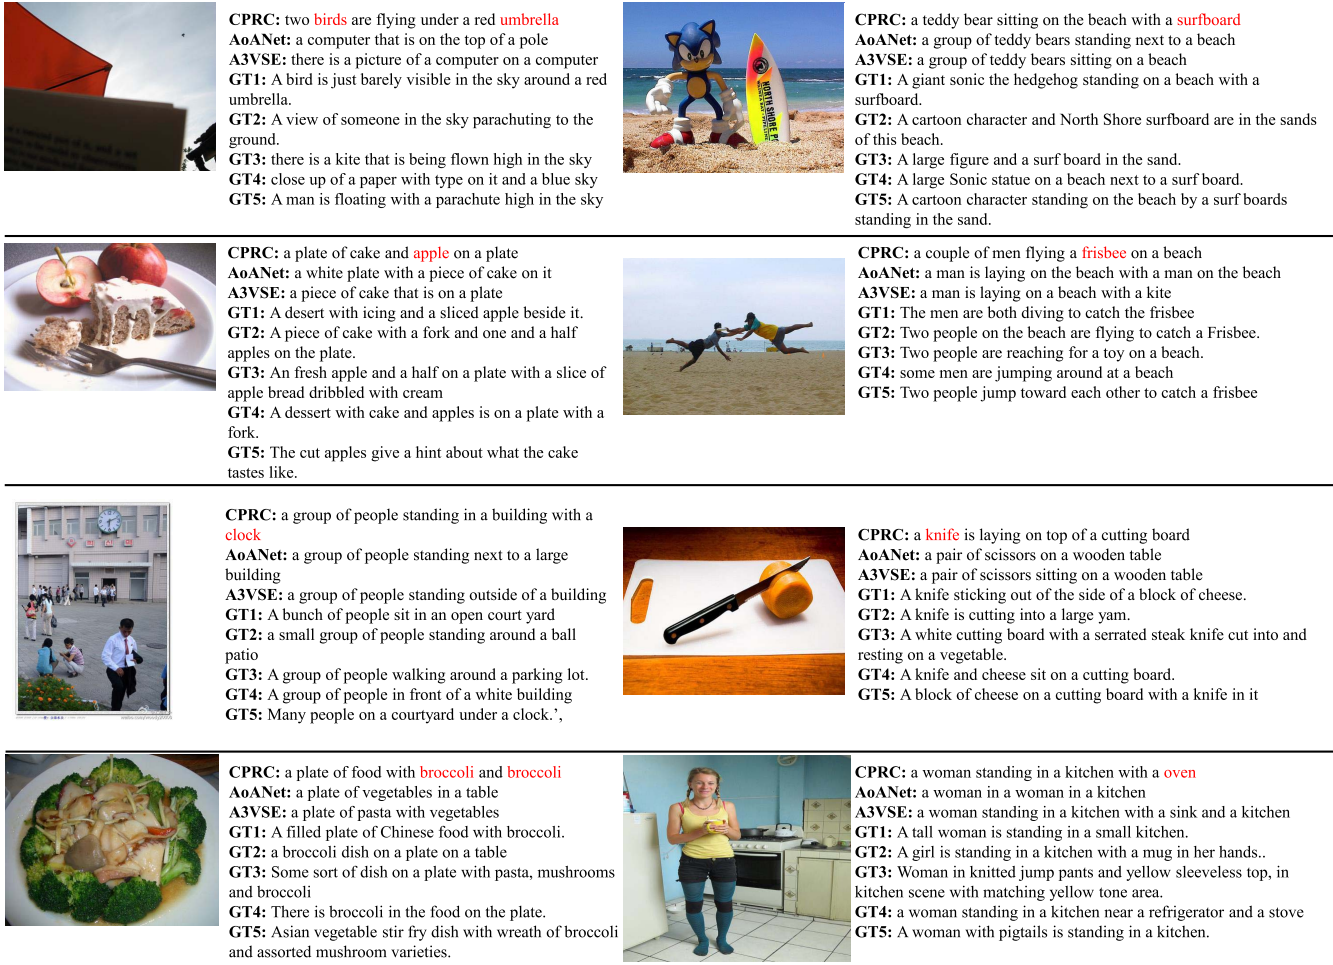 CPRC: two birds are flying under a red umbrella
AoANet: a computer that is on the top of a pole
A3VSE: there is a picture of a computer on a computer
GT1: A bird is just barely visible in the sky around a red
umbrella.
GT2: A view of someone in the sky parachuting to the
ground.
GT3: there is a kite that is being flown high in the sky
GT4: close up of a paper with type on it and a blue sky
GT5: A man is floating with a parachute high in the sky
NORTH SHORE
CPRC: a teddy bear sitting on the beach with a surfboard
AoANet: a group of teddy bears standing next to a beach
A3VSE: a group of teddy bears sitting on a beach
GT1: A giant sonic the hedgehog standing on a beach with a
surfboard.
GT2: A cartoon character and North Shore surfboard are in the sands
of this beach.
GT3: A large figure and a surf board in the sand.
GT4: A large Sonic statue on a beach next to a surf board.
GT5: A cartoon character standing on the beach by a surf boards
standing in the sand.
CPRC: a plate of cake and apple on a plate
AoANet: a white plate with a piece of cake on it
A3VSE: a piece of cake that is on a plate
GT1: A desert with icing and a sliced apple beside it.
GT2: A piece of cake with a fork and one and a half
apples on the plate.
GT3: An fresh apple and a half on a plate with a slice of
apple bread dribbled with cream
GT4: A dessert with cake and apples is on a plate with a
fork.
GT5: The cut apples give a hint about what the cake
tastes like.
CPRC: a couple of men flying a frisbee on a beach
AoANet: a man is laying on the beach with a man on the beach
A3VSE: a man is laying on a beach with a kite
GT1: The men are both diving to catch the frisbee
GT2: Two people on the beach are flying to catch a Frisbee.
GT3: Two people are reaching for a toy on a beach.
GT4: some men are jumping around at a beach
GT5: Two people jump toward each other to catch a frisbee
CPRC: a group of people standing in a building with a
clock
AoANet: a group of people standing next to a large
building
A3VSE: a group of people standing outside of a building
GT1: A bunch of people sit in an open court yard
GT2: a small group of people standing around a ball
patio
GT3: A group of people walking around a parking lot.
GT4: A group of people in front of a white building
GT5: Many people on a courtyard under a clock.',
CPRC: a knife is laying on top of a cutting board
AoANet: a pair of scissors on a wooden table
A3VSE: a pair of scissors sitting on a wooden table
GT1: A knife sticking out of the side of a block of cheese.
GT2: A knife is cutting into a large yam.
GT3: A white cutting board with a serrated steak knife cut into and
resting on a vegetable.
GT4: A knife and cheese sit on a cutting board.
GT5: A block of cheese on a cutting board with a knife in it
CPRC: a plate of food with broccoli and broccoli
AoANet: a plate of vegetables in a table
A3VSE: a plate of pasta with vegetables
GT1: A filled plate of Chinese food with broccoli.
GT2: a broccoli dish on a plate on a table
GT3: Some sort of dish on a plate with pasta, mushrooms
and broccoli
GT4: There is broccoli in the food on the plate.
GT5: Asian vegetable stir fry dish with wreath of broccoli
and assorted mushroom varieties.
CPRC: a woman standing in a kitchen with a oven
AoANet: a woman in a woman in a kitchen
A3VSE: a woman standing in a kitchen with a sink and a kitchen
GT1: A tall woman is standing in a small kitchen.
GT2: A girl is standing in a kitchen with a mug in her hands..
GT3: Woman in knitted jump pants and yellow sleeveless top, in
kitchen scene with matching yellow tone area.
GT4: a woman standing in a kitchen near a refrigerator and a stove
GT5: A woman with pigtails is standing in a kitchen.